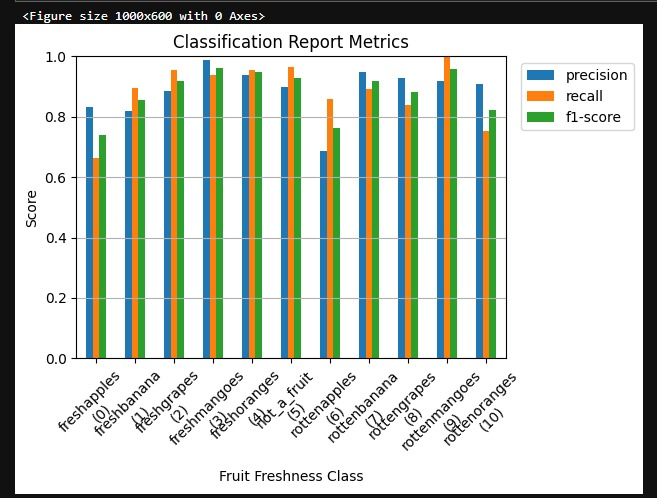 <Figure size 1000x600 with 0 Axes>
Classification Report Metrics
1.0
0.8
0.6
0.4
0.2
0.0
Score
precision
recall
f1-score
freshapples
(0)
freshbanana
(1)
freshgrapes
(2)
freshmangoes
(3)
freshoranges
(4)
not_a_fruit
(5)
rottenapples
(6)
rottenbanana
(7)
rottengrapes
(8)
rottenmangoes
(9)
rottenoranges
(10)
Fruit Freshness Class